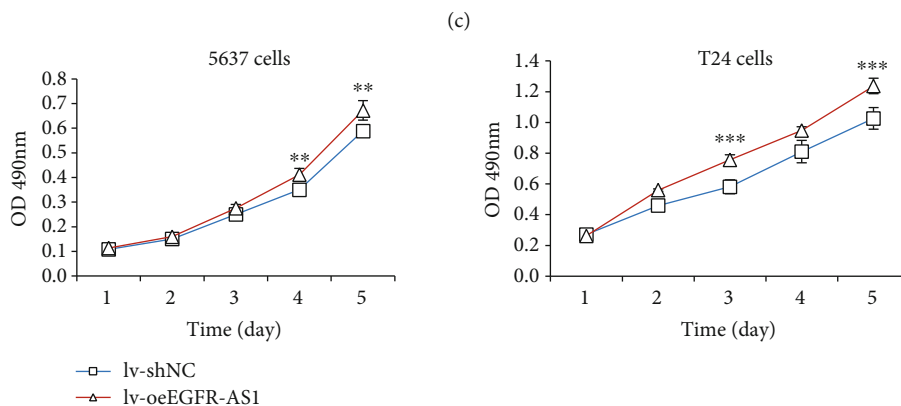 (c)
5637 cells
OD 490nm
0.8
0.7
0.6
0.5
0.4
0.3
0.2
0.1
0.0
**
**
1 2 3 4 5
Time (day)
T24 cells
OD 490nm
1.4
1.2
1.0
0.8
0.6
0.4
0.2
0.0
***
***
1 2 3 4 5
Time (day)
lv-shNC
lv-oeEGFR-AS1